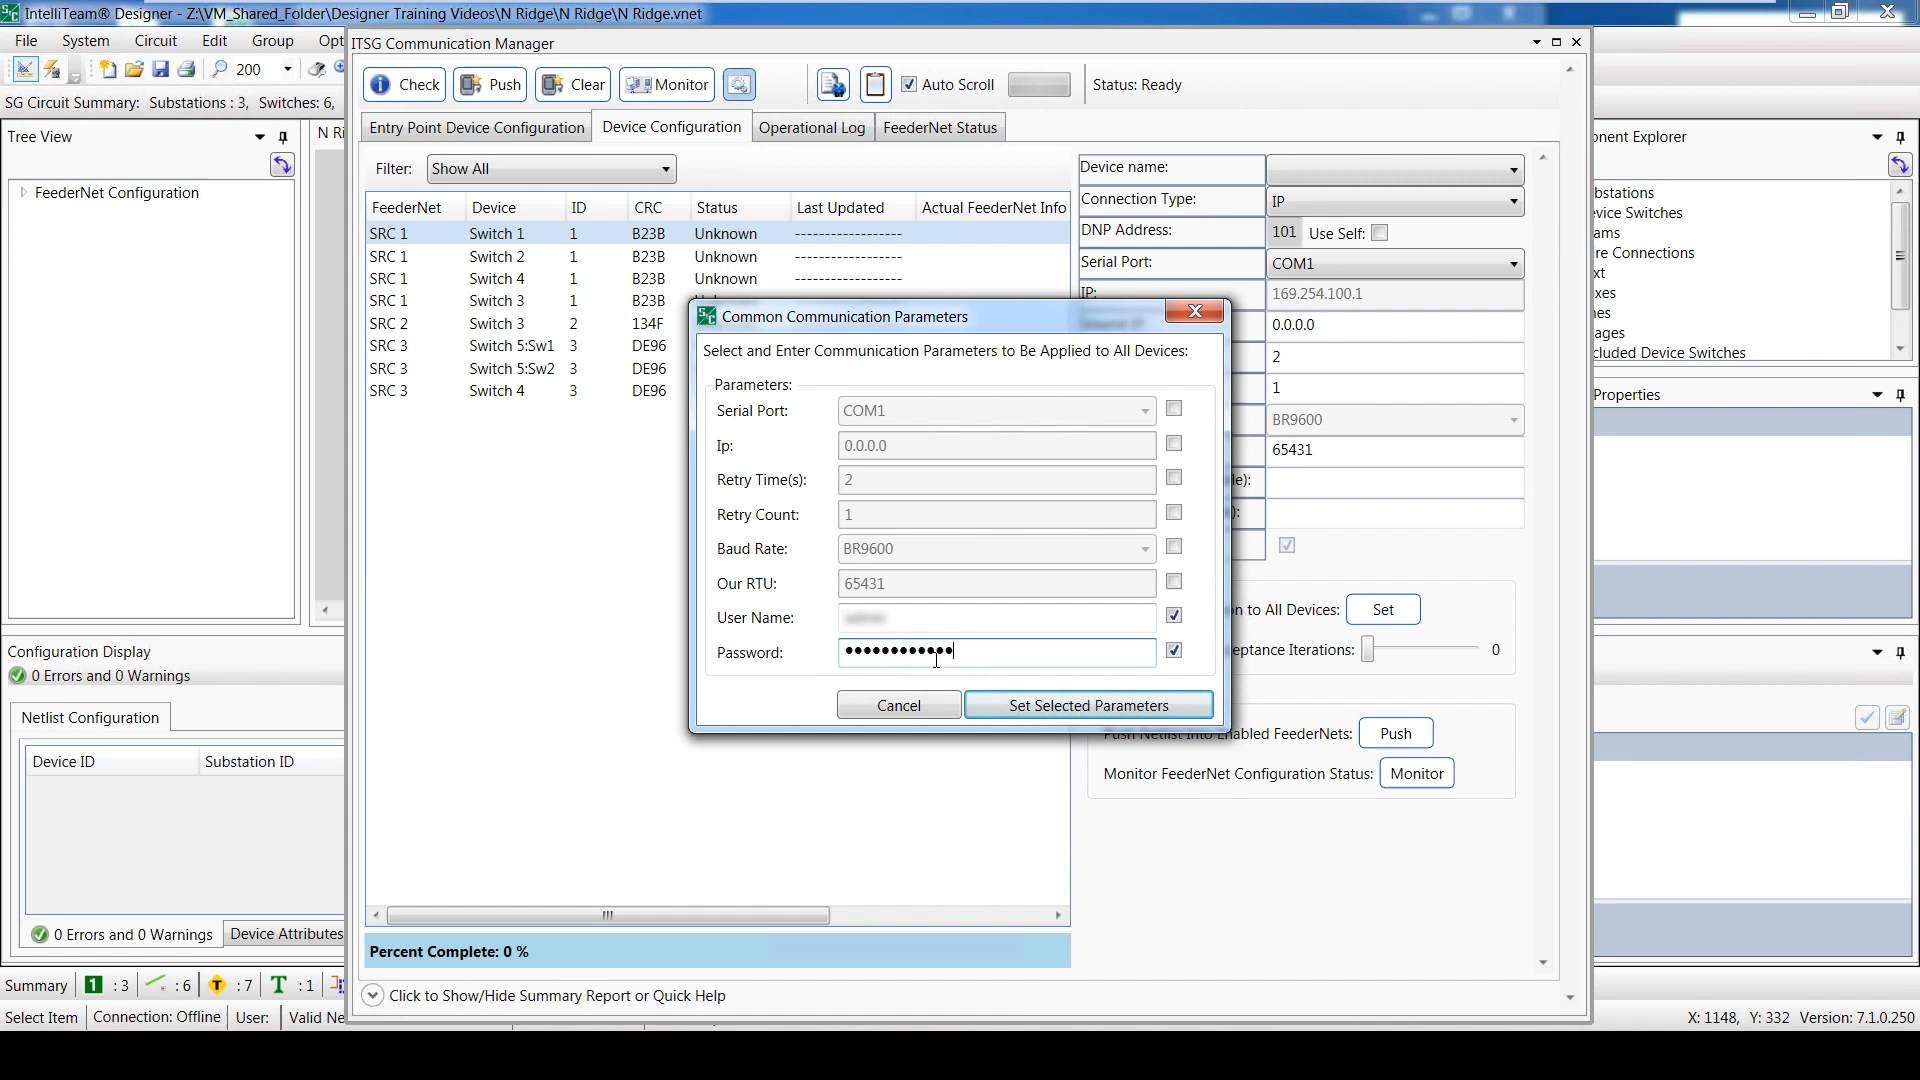 IntelliTeam® Designer - Z:\VM_Shared_Folder\Designer Training Videos\N Ridge\N Ridge\N Ridge.vnet
File System Circuit Edit Group Opt
ITSG Communication Manager
200
Check Push Clear Monitor Auto Scroll Status: Ready
SG Circuit Summary: Substations : 3, Switches: 6,
Entry Point Device Configuration Device Configuration Operational Log FeederNet Status
Tree View
N Ri
FeederNet Configuration
Filter: Show All
FeederNet Device ID CRC Status Last Updated Actual FeederNet Info
SRC 1 Switch 1 1 B23B Unknown ------------------
SRC 1 Switch 2 1 B23B Unknown ------------------
SRC 1 Switch 4 1 B23B Unknown ------------------
SRC 1 Switch 3 1 B23B
SRC 2 Switch 3 2 134F
SRC 3 Switch 5:Sw1 3 DE96
SRC 3 Switch 5:Sw2 3 DE96
SRC 3 Switch 4 3 DE96
Device name:
Connection Type: IP
DNP Address: 101 Use Self:
Serial Port: COM1
IP: 169.254.100.1
0.0.0.0
2
1
BR9600
65431
le):
):
Common Communication Parameters
Select and Enter Communication Parameters to Be Applied to All Devices:
Parameters:
Serial Port: COM1
Ip: 0.0.0.0
Retry Time(s): 2
Retry Count: 1
Baud Rate: BR9600
Our RTU: 65431
User Name:
Password: ●●●●●●●●●●●●
Cancel Set Selected Parameters
n to All Devices: Set
eptance Iterations: 0
Push Netlist Into Enabled FeederNets: Push
Monitor FeederNet Configuration Status: Monitor
Percent Complete: 0 %
Click to Show/Hide Summary Report or Quick Help
onent Explorer
bstations
evice Switches
ams
re Connections
xt
xes
nes
ages
cluded Device Switches
Properties
Configuration Display
0 Errors and 0 Warnings
Netlist Configuration
Device ID Substation ID
0 Errors and 0 Warnings Device Attributes
Summary 1 : 3 : 6 T : 7 T : 1
Select Item Connection: Offline User: Valid Ne
X: 1148, Y: 332 Version: 7.1.0.250